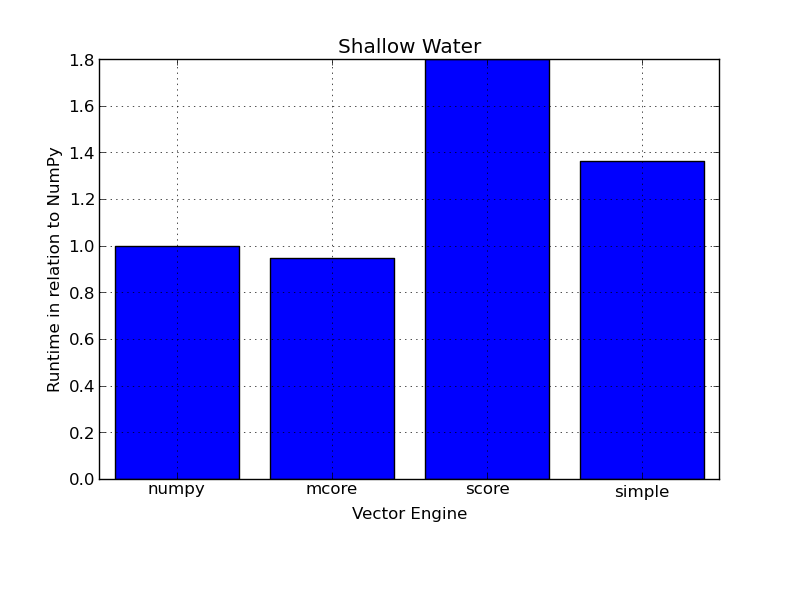 Shallow Water
Runtime in relation to NumPy
1.8
1.6
1.4
1.2
1.0
0.8
0.6
0.4
0.2
0.0
numpy mcore score simple
Vector Engine